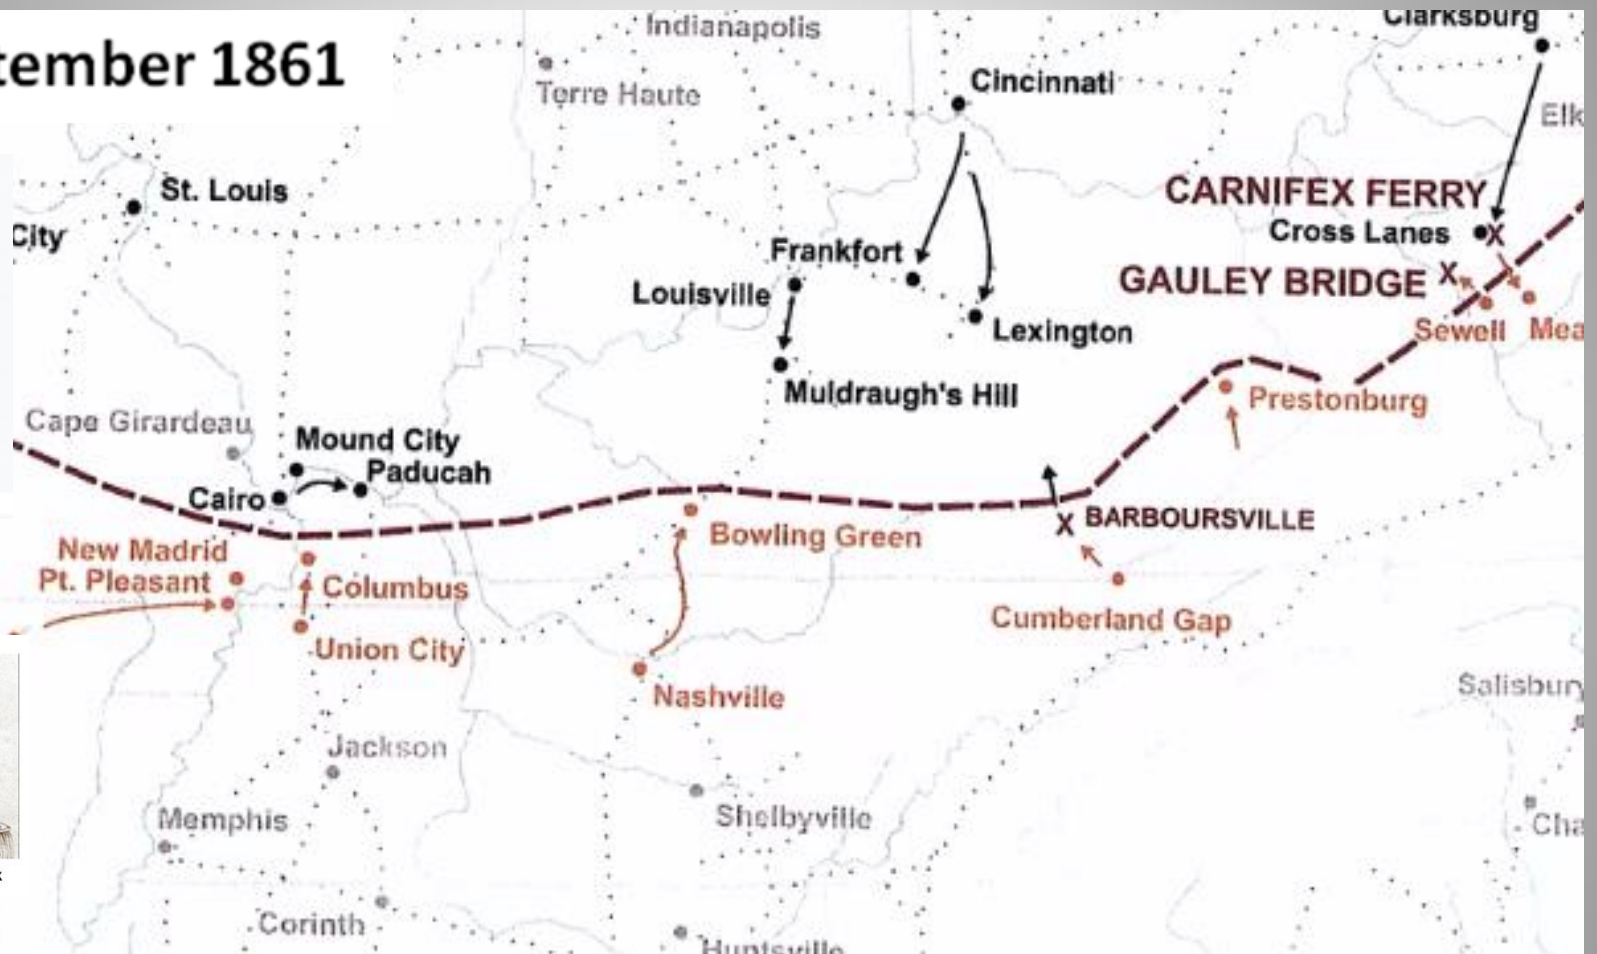 tember 1861
Indianapolis
Clarksburg
Terre Haute
Cincinnati
Elk
St. Louis
CARNIFEX FERRY
City
Cross Lanes
X
Frankfort
GAULEY BRIDGE
X
Louisville
Lexington
Sewell
Mea
Muldraugh's Hill
Prestonburg
Cape Girardeau
Mound City
Paducah
Cairo
X
BARBOURSVILLE
Bowling Green
New Madrid
Pt. Pleasant
Columbus
Cumberland Gap
Union City
Nashville
Salisbury
Jackson
Memphis
Shelbyville
Cha
Corinth
Huntsville